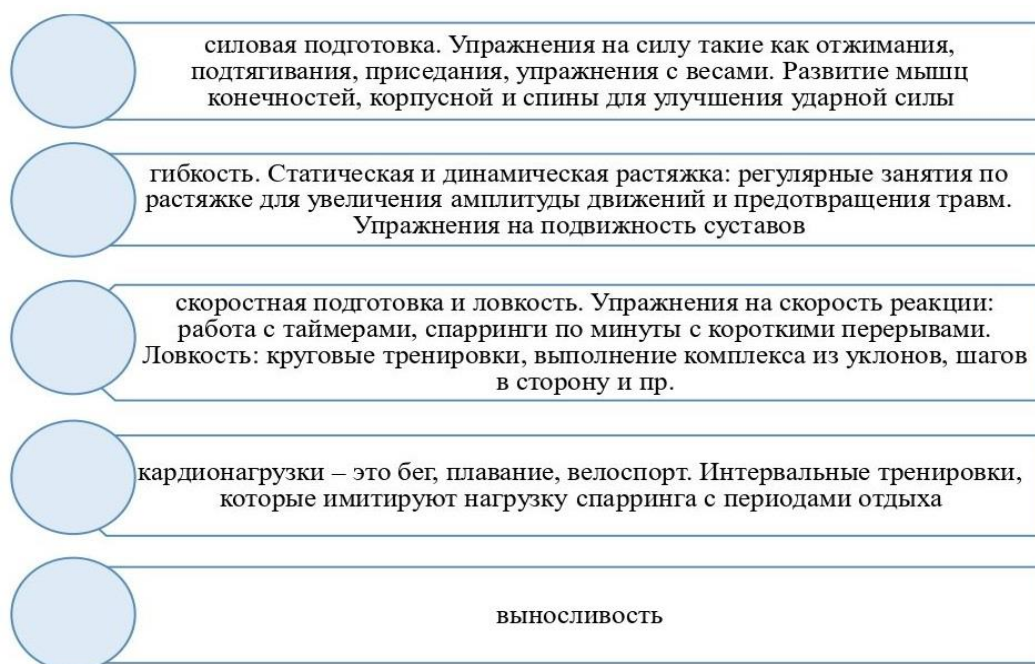 силовая подготовка. Упражнения на силу такие как отжимания,
подтягивания, приседания, упражнения с весами. Развитие мышц
конечностей, корпусной и спины для улучшения ударной силы
гибкость. Статическая и динамическая растяжка: регулярные занятия по
растяжке для увеличения амплитуды движений и предотвращения травм.
Упражнения на подвижность суставов
скоростная подготовка и ловкость. Упражнения на скорость реакции:
работа с таймерами, спарринги по минуты с короткими перерывами.
Ловкость: круговые тренировки, выполнение комплекса из уклонов, шагов
в сторону и пр.
кардионагрузки – это бег, плавание, велоспорт. Интервальные тренировки,
которые имитируют нагрузку спарринга с периодами отдыха
выносливость